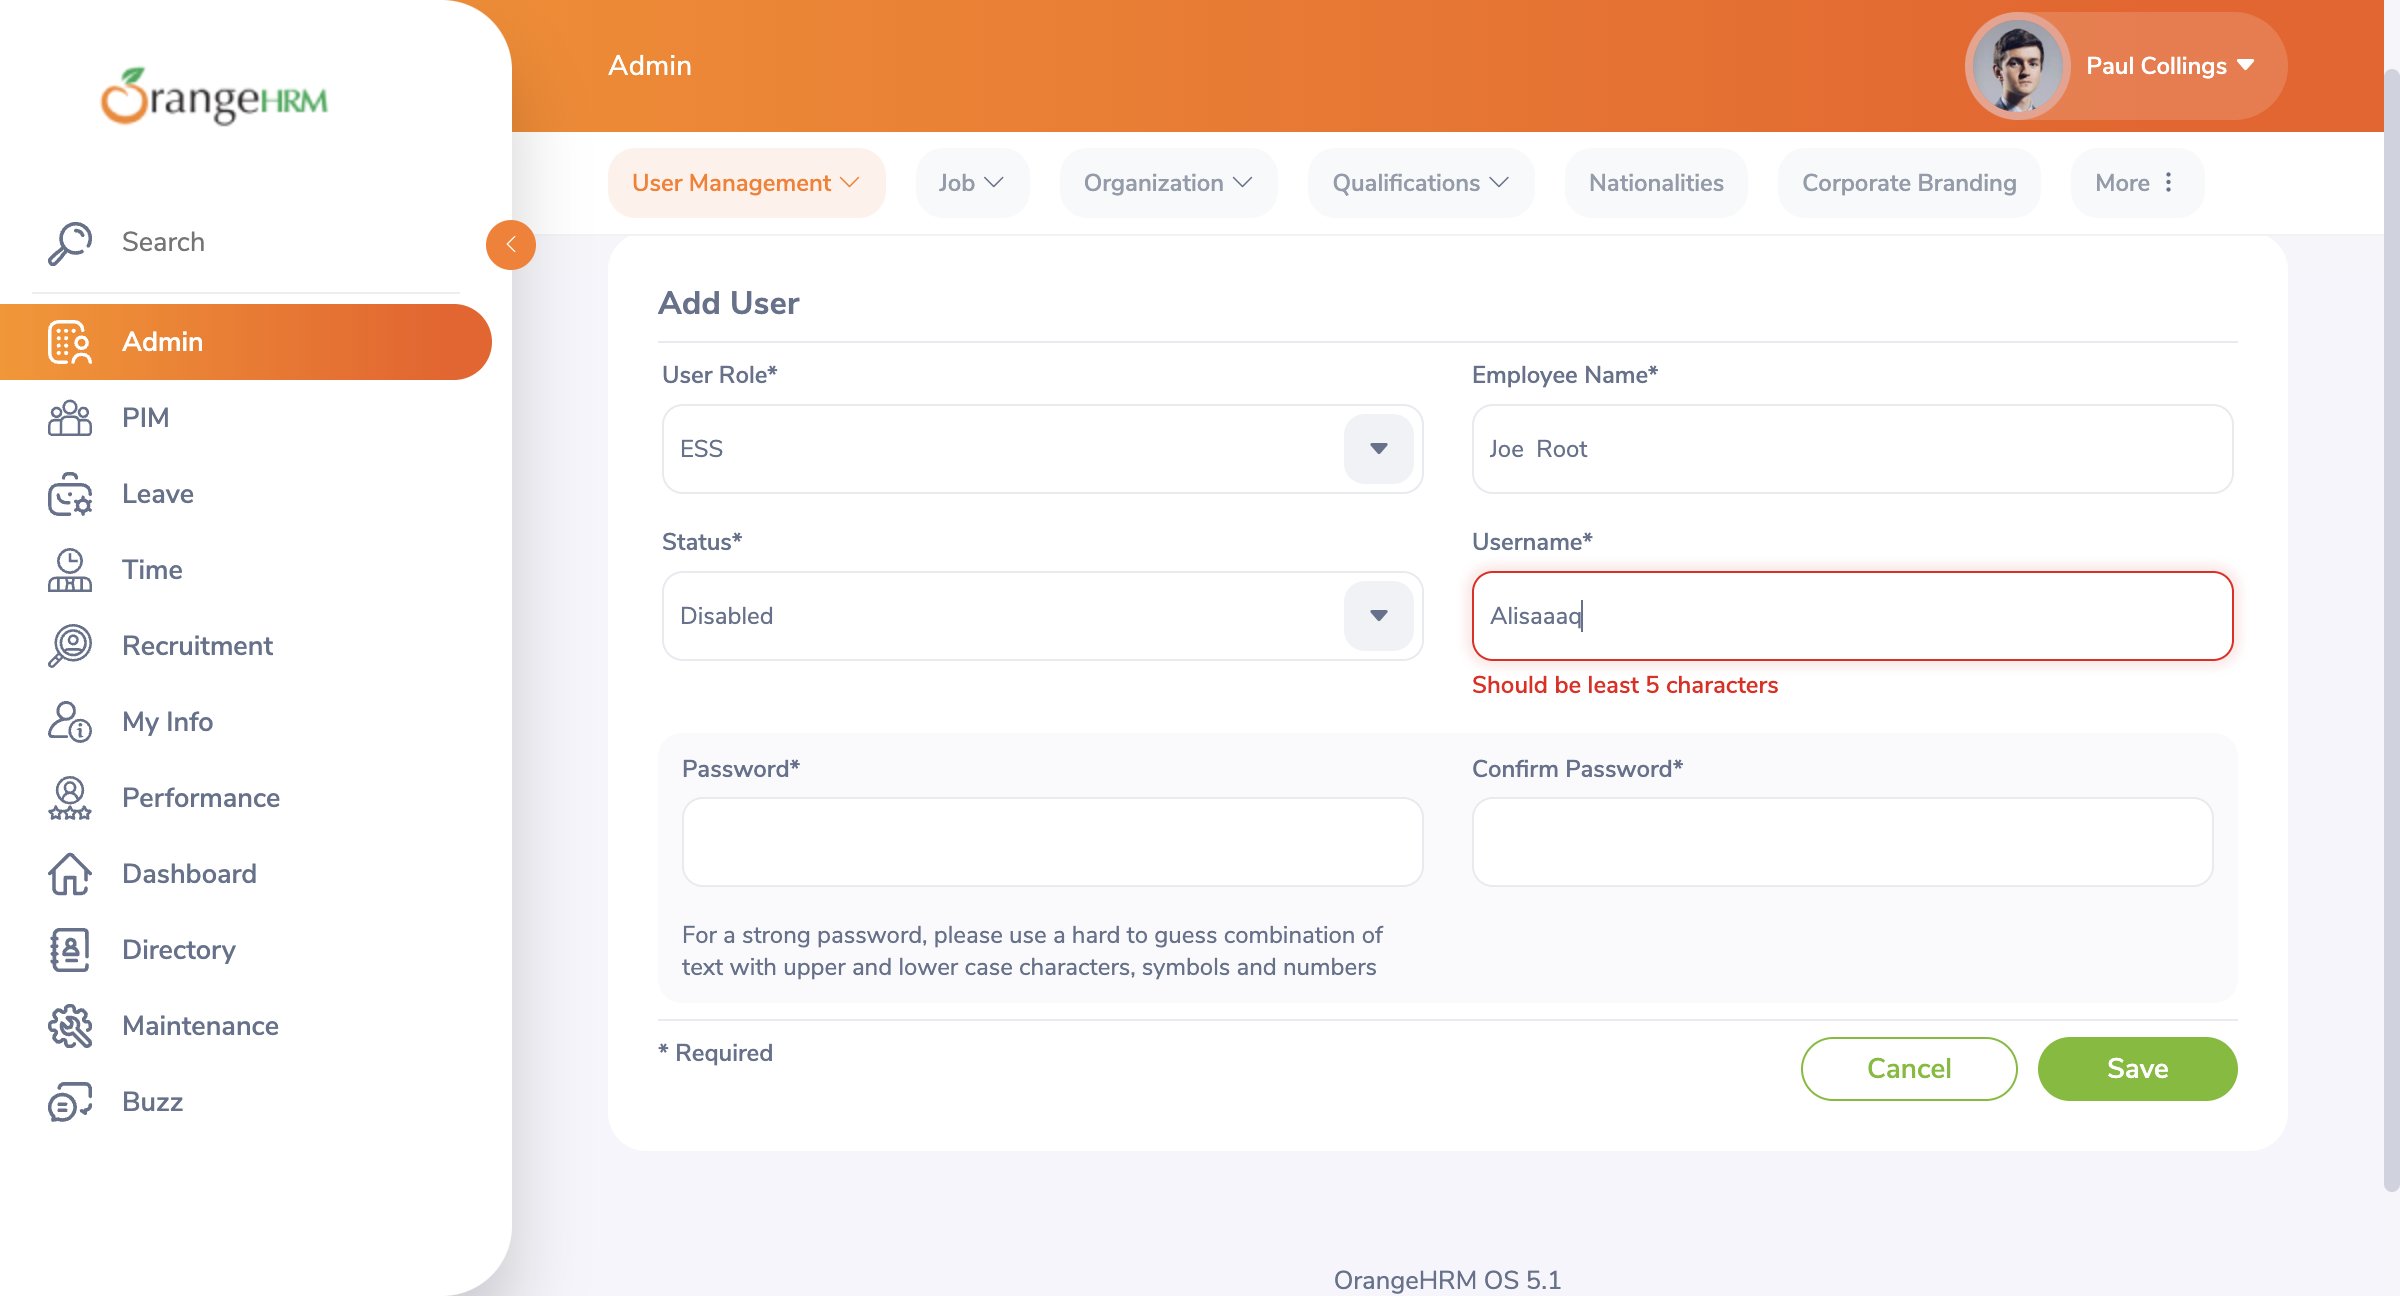 OrangeHRM
Admin
Paul Collings
User Management
Job
Organization
Qualifications
Nationalities
Corporate Branding
More
Search
Admin
PIM
Leave
Time
Recruitment
My Info
Performance
Dashboard
Directory
Maintenance
Buzz
Add User
User Role*
Employee Name*
ESS
Joe  Root
Status*
Username*
Disabled
Alisaaaq
Should be least 5 characters
Password*
Confirm Password*
For a strong password, please use a hard to guess combination of
text with upper and lower case characters, symbols and numbers
* Required
Cancel
Save
OrangeHRM OS 5.1